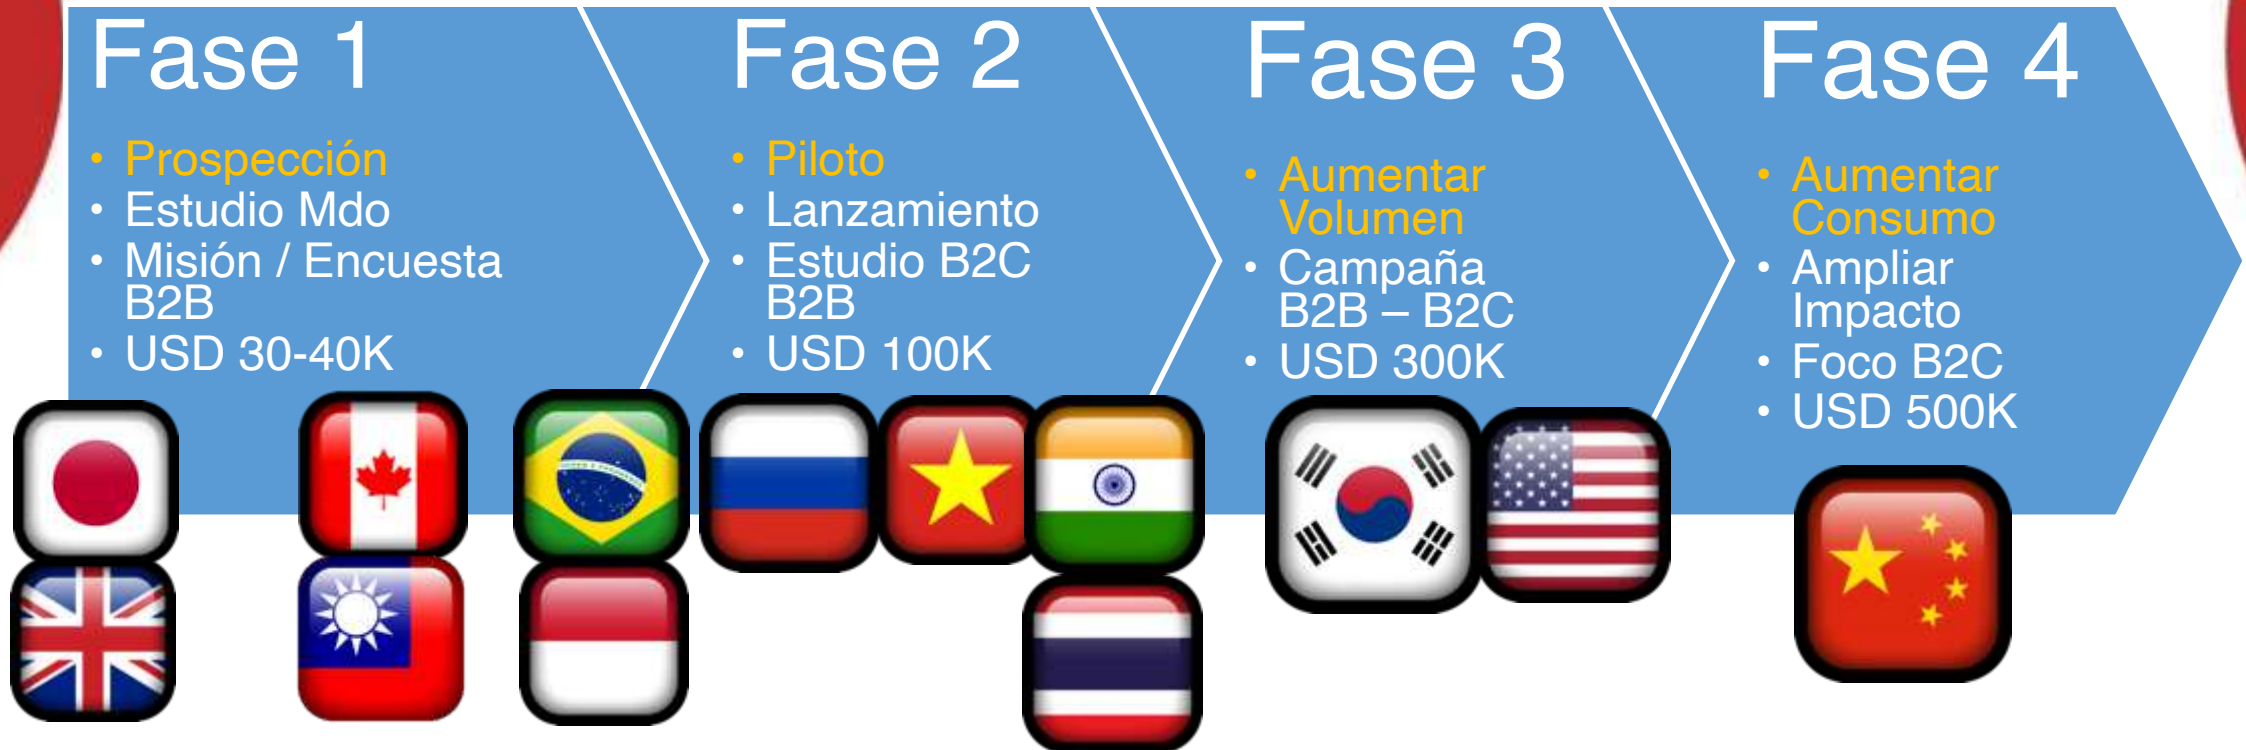 Fase 1
• Prospección
• Estudio Mdo
• Misión / Encuesta
B2B
• USD 30-40K
Fase 2
• Piloto
• Lanzamiento
• Estudio B2C
B2B
• USD 100K
Fase 3
• Aumentar
Volumen
• Campaña
B2B – B2C
• USD 300K
Fase 4
• Aumentar
Consumo
• Ampliar
Impacto
• Foco B2C
• USD 500K